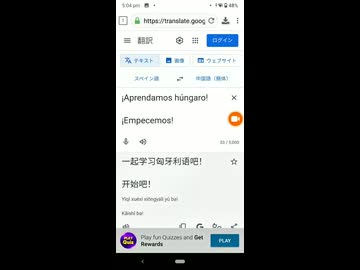 5:04 pm
48%
https://translate.goog
翻訳
ログイン
テキスト
画像
ウェブサイト
スペイン語
中国語（簡体）
¡Aprendamos húngaro!
¡Empecemos!
33 / 5,000
一起学习匈牙利语吧！
开始吧！
Yīqǐ xuéxí xiōngyálì yǔ ba!
Kāishǐ ba!
PLAY Quiz
Play fun Quizzes and Get Rewards
PLAY